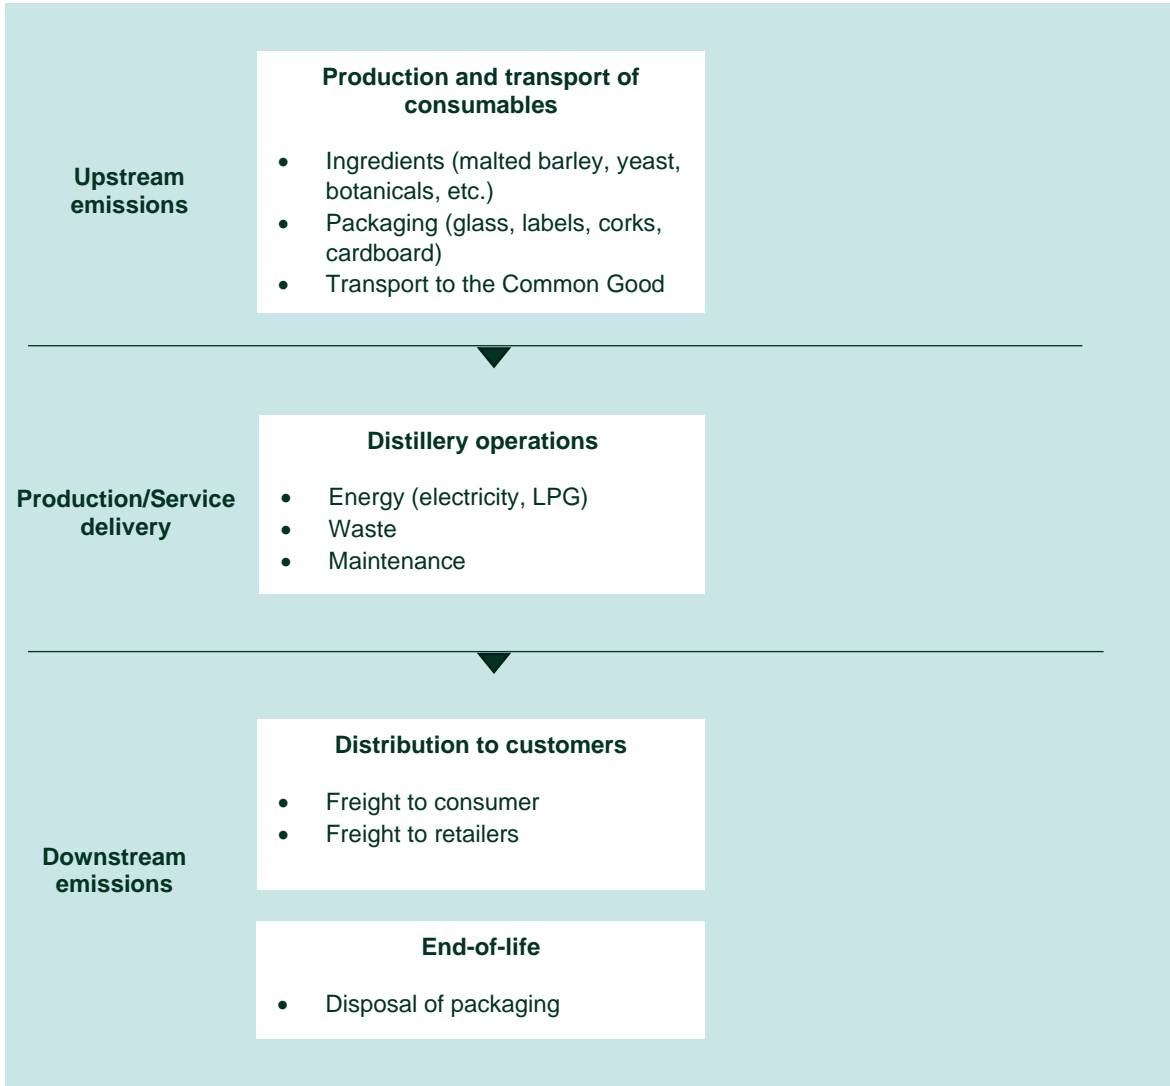 Production and transport of
consumables
Upstream
emissions
• Ingredients (malted barley, yeast,
botanicals, etc.)
• Packaging (glass, labels, corks,
cardboard)
• Transport to the Common Good
Production/Service
delivery
Distillery operations
• Energy (electricity, LPG)
• Waste
• Maintenance
Downstream
emissions
Distribution to customers
• Freight to consumer
• Freight to retailers
End-of-life
• Disposal of packaging